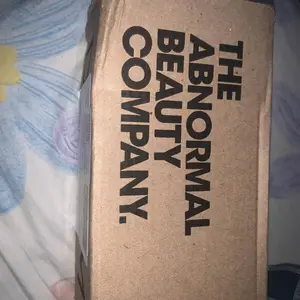 THE
ABNORMAL
BEAUTY
COMPANY.